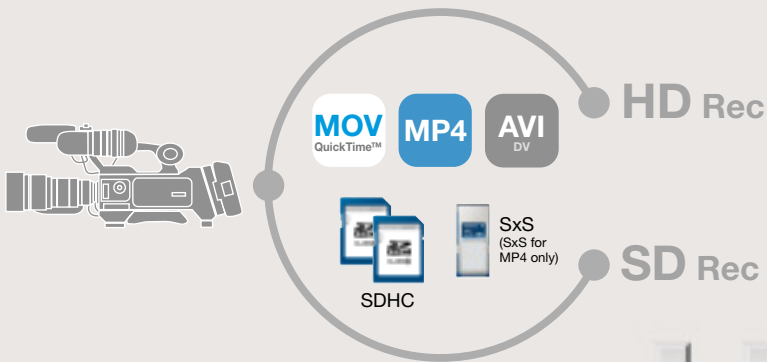 HD Rec
MOV
QuickTime™
MP4
AVI
DV
SxS
(SxS for
MP4 only)
SDHC
SD Rec